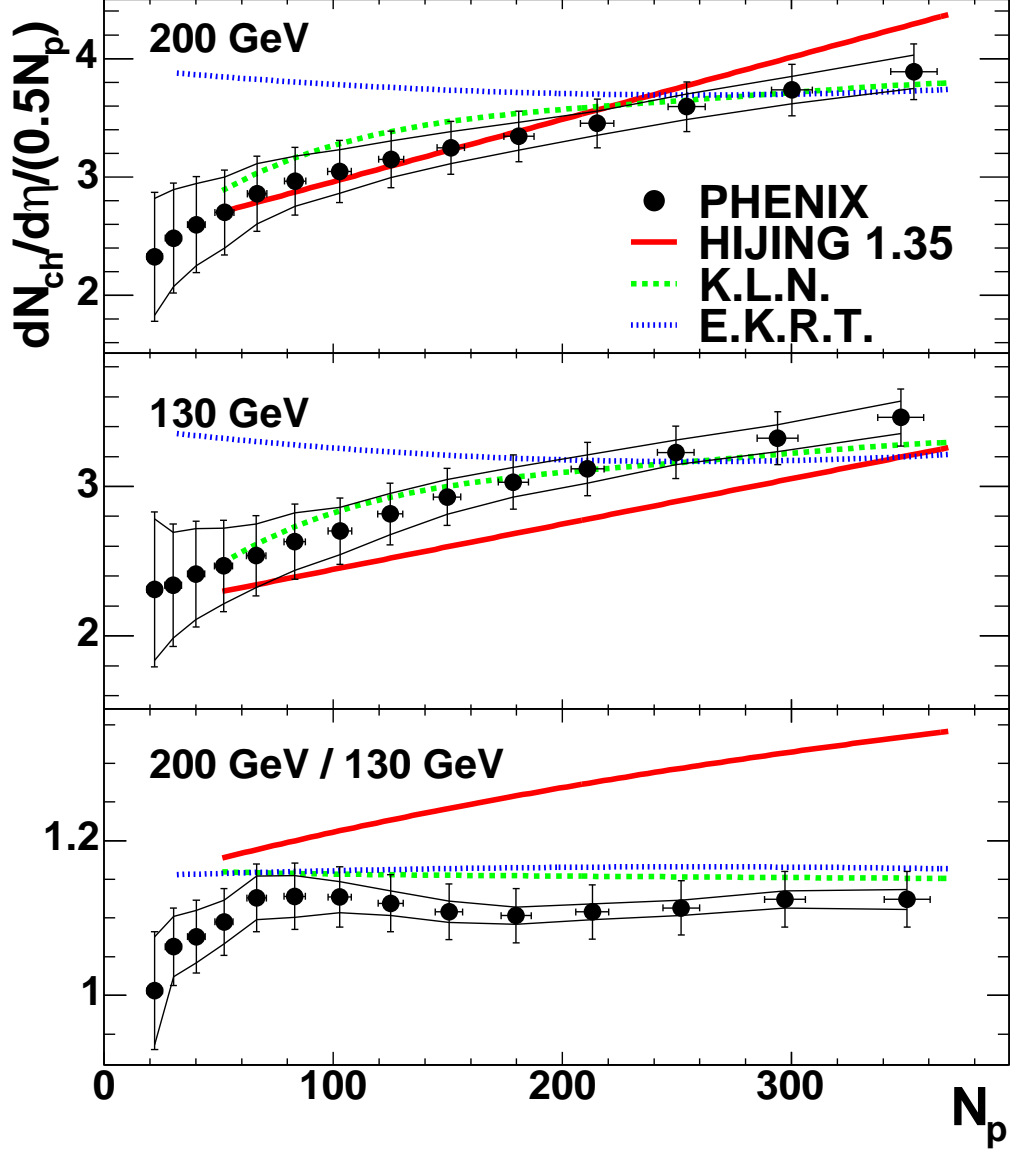 dN_ch/dη/(0.5N_p)
200 GeV
4
3
2
PHENIX
HIJING 1.35
K.L.N.
E.K.R.T.
130 GeV
3
2
200 GeV / 130 GeV
1.2
1
0 100 200 300
N_p